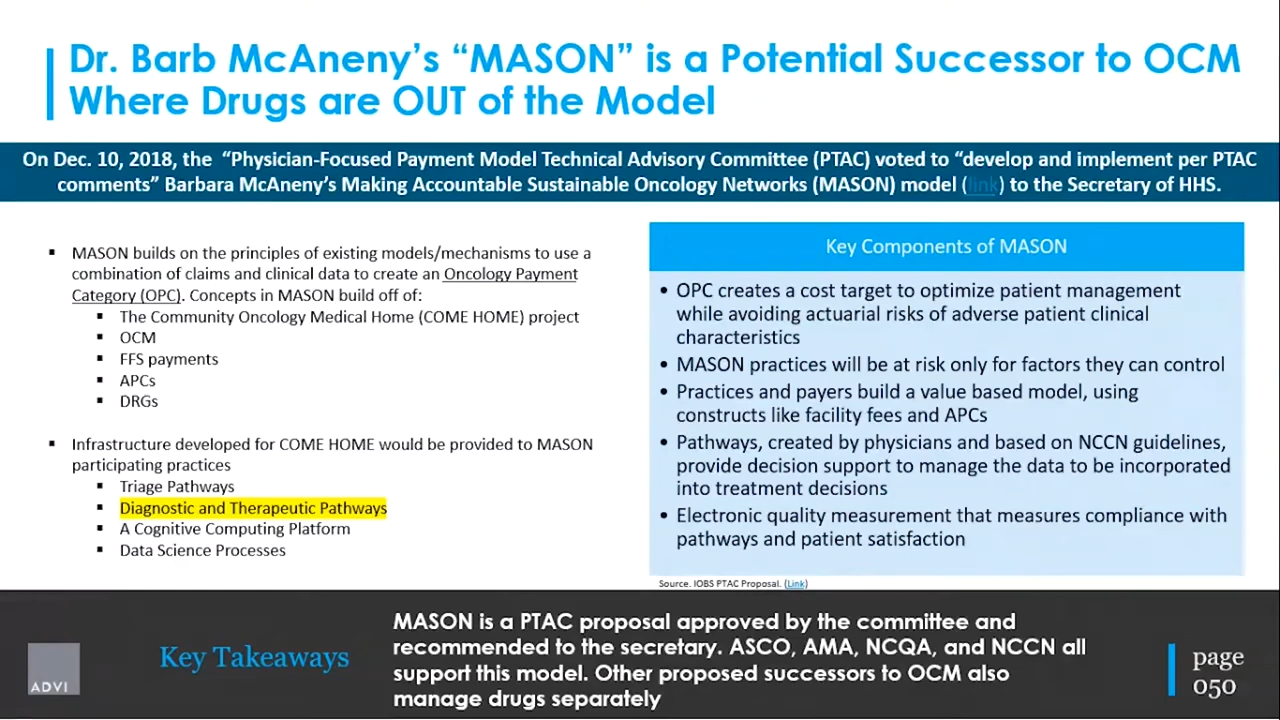 Dr. Barb McAneny’s “MASON” is a Potential Successor to OCM
Where Drugs are OUT of the Model
On Dec. 10, 2018, the “Physician-Focused Payment Model Technical Advisory Committee (PTAC) voted to “develop and implement per PTAC
comments” Barbara McAneny’s Making Accountable Sustainable Oncology Networks (MASON) model (link) to the Secretary of HHS.
▪ MASON builds on the principles of existing models/mechanisms to use a
combination of claims and clinical data to create an Oncology Payment
Category (OPC). Concepts in MASON build off of:
▪ The Community Oncology Medical Home (COME HOME) project
▪ OCM
▪ FFS payments
▪ APCs
▪ DRGs
▪ Infrastructure developed for COME HOME would be provided to MASON
participating practices
▪ Triage Pathways
▪ Diagnostic and Therapeutic Pathways
▪ A Cognitive Computing Platform
▪ Data Science Processes
Key Components of MASON
• OPC creates a cost target to optimize patient management
while avoiding actuarial risks of adverse patient clinical
characteristics
• MASON practices will be at risk only for factors they can control
• Practices and payers build a value based model, using
constructs like facility fees and APCs
• Pathways, created by physicians and based on NCCN guidelines,
provide decision support to manage the data to be incorporated
into treatment decisions
• Electronic quality measurement that measures compliance with
pathways and patient satisfaction
Source. IOBS PTAC Proposal. (Link)
ADVI
Key Takeaways
MASON is a PTAC proposal approved by the committee and
recommended to the secretary. ASCO, AMA, NCQA, and NCCN all
support this model. Other proposed successors to OCM also
manage drugs separately
page
050